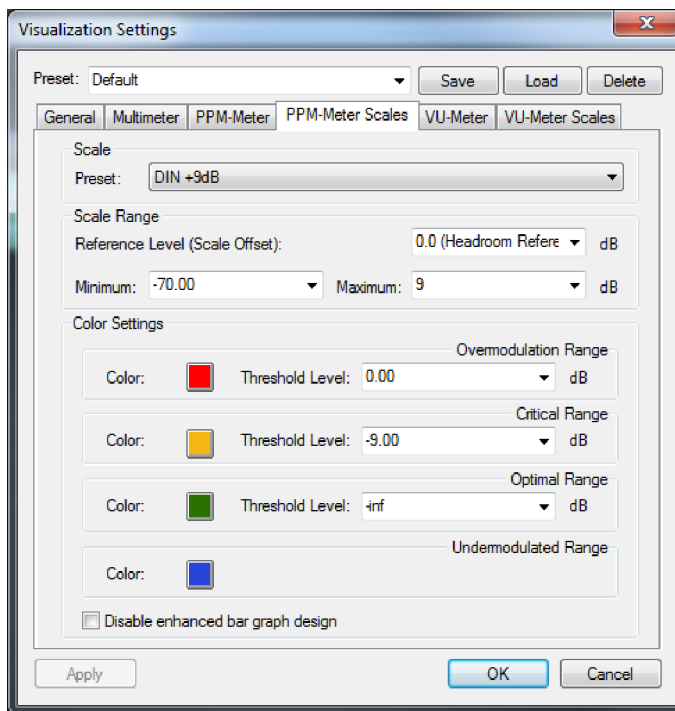 Visualization Settings
Preset: Default Save Load Delete
General Multimeter PPM-Meter PPM-Meter Scales VU-Meter VU-Meter Scales
Scale
Preset: DIN +9dB
Scale Range
Reference Level (Scale Offset): 0.0 (Headroom Refere dB
Minimum: -70.00 Maximum: 9 dB
Color Settings
Overmodulation Range
Color: Threshold Level: 0.00 dB
Critical Range
Color: Threshold Level: -9.00 dB
Optimal Range
Color: Threshold Level: -inf dB
Undermodulated Range
Color:
Disable enhanced bar graph design
Apply OK Cancel